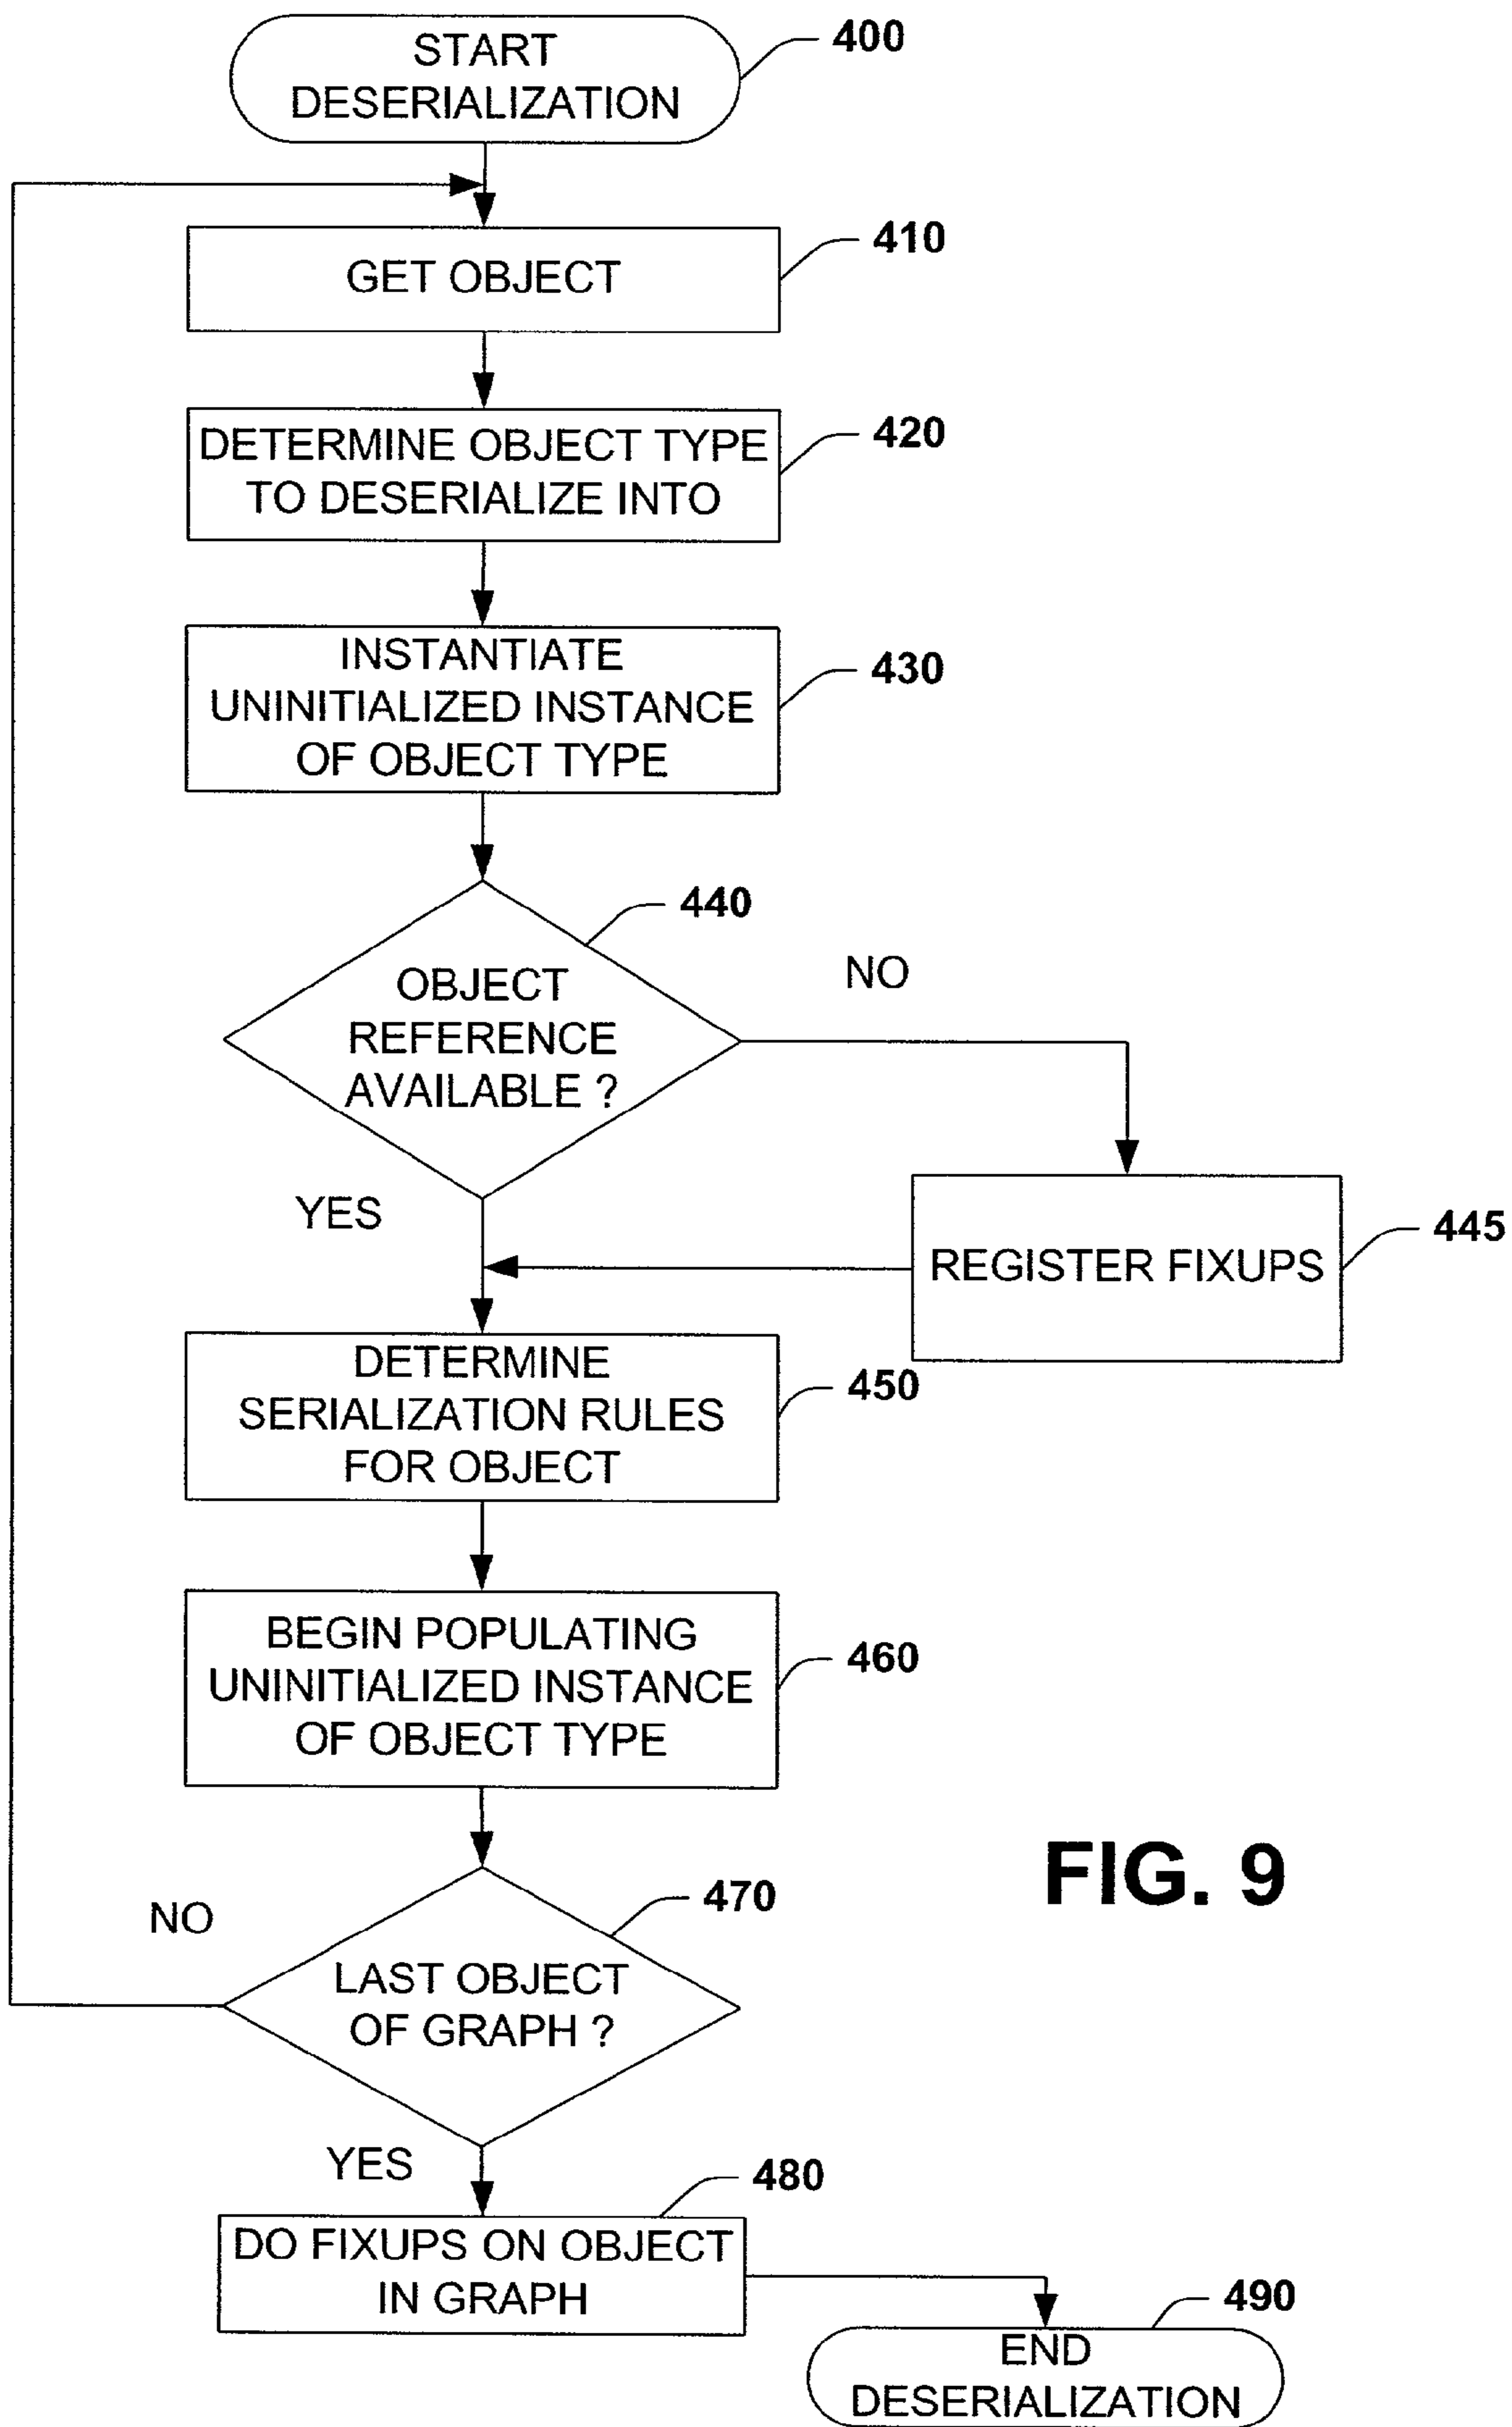 START
DESERIALIZATION
400
GET OBJECT
410
DETERMINE OBJECT TYPE
TO DESERIALIZE INTO
420
INSTANTIATE
UNINITIALIZED INSTANCE
OF OBJECT TYPE
430
440
OBJECT
REFERENCE
AVAILABLE ?
NO
YES
REGISTER FIXUPS
445
DETERMINE
SERIALIZATION RULES
FOR OBJECT
450
BEGIN POPULATING
UNINITIALIZED INSTANCE
OF OBJECT TYPE
460
FIG. 9
470
NO
LAST OBJECT
OF GRAPH ?
YES
480
DO FIXUPS ON OBJECT
IN GRAPH
490
END
DESERIALIZATION